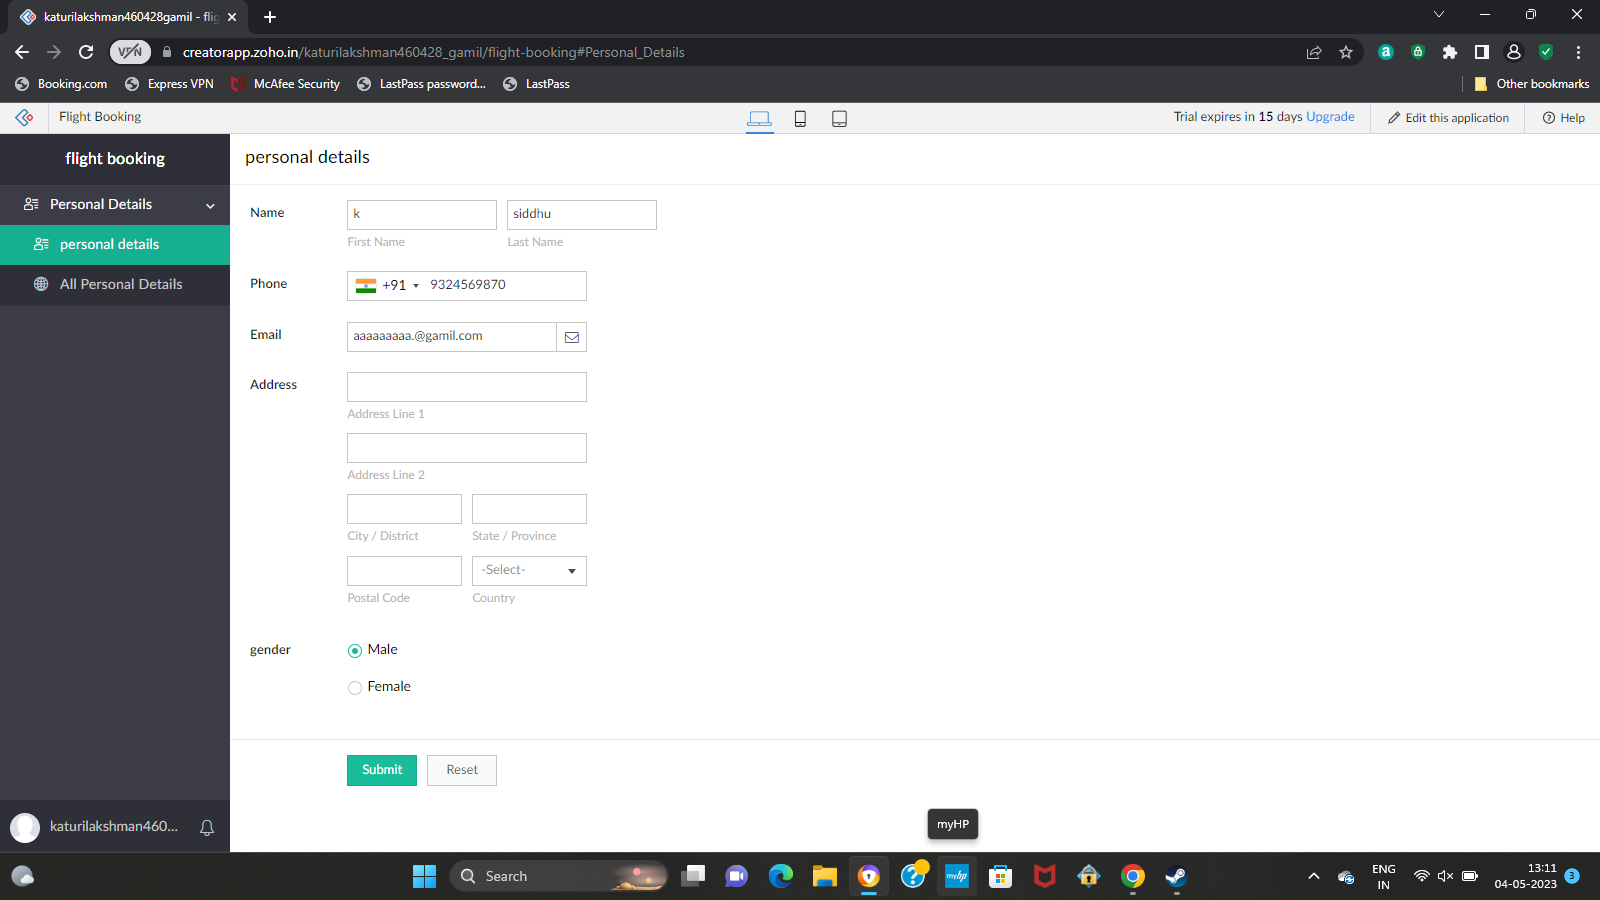 katurilakshman460428gamil - flig
VPN
creatorapp.zoho.in/katurilakshman460428_gamil/flight-booking#Personal_Details
Booking.com Express VPN McAfee Security LastPass password... LastPass Other bookmarks
Flight Booking Trial expires in 15 days Upgrade Edit this application Help
flight booking
personal details
Personal Details
personal details
All Personal Details
Name k siddhu
First Name Last Name
Phone +91 9324569870
Email aaaaaaaaa.@gamil.com
Address
Address Line 1
Address Line 2
City / District State / Province
-Select-
Postal Code Country
gender Male
Female
Submit Reset
katurilakshman460...
myHP
Search
myhp
ENG
IN
13:11
04-05-2023
3